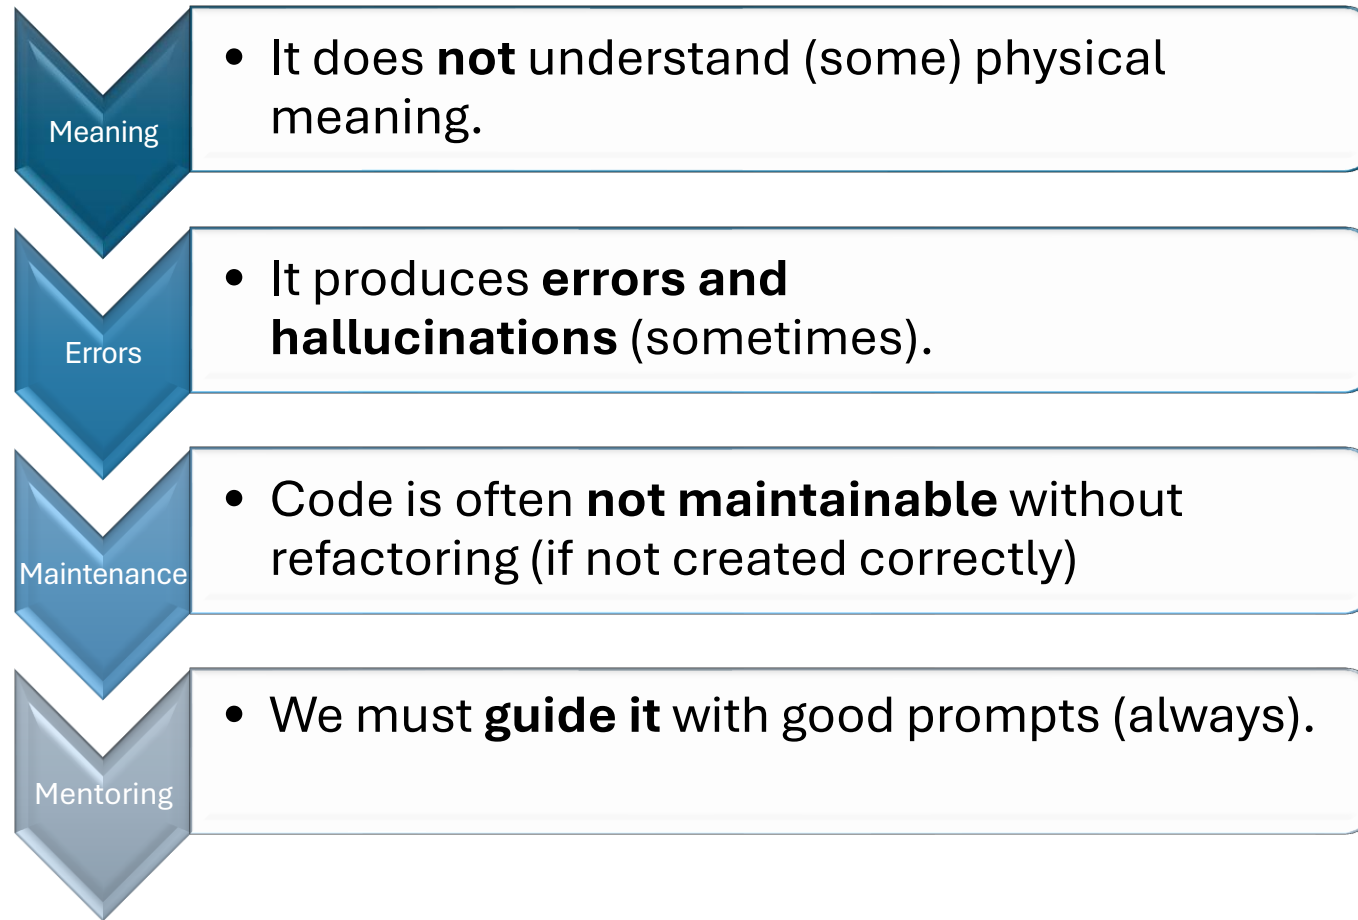 Meaning
• It does not understand (some) physical
meaning.
Errors
• It produces errors and
hallucinations (sometimes).
Maintenance
• Code is often not maintainable without
refactoring (if not created correctly)
Mentoring
• We must guide it with good prompts (always).